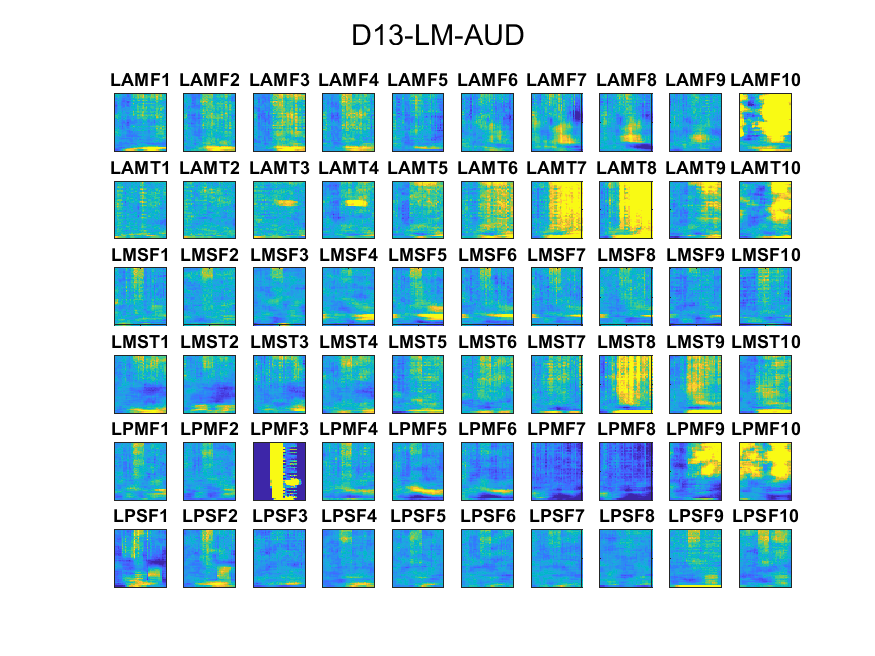 D13-LM-AUD
LAMF1 LAMF2 LAMF3 LAMF4 LAMF5 LAMF6 LAMF7 LAMF8 LAMF9 LAMF10
LAMT1 LAMT2 LAMT3 LAMT4 LAMT5 LAMT6 LAMT7 LAMT8 LAMT9 LAMT10
LMSF1 LMSF2 LMSF3 LMSF4 LMSF5 LMSF6 LMSF7 LMSF8 LMSF9 LMSF10
LMST1 LMST2 LMST3 LMST4 LMST5 LMST6 LMST7 LMST8 LMST9 LMST10
LPMF1 LPMF2 LPMF3 LPMF4 LPMF5 LPMF6 LPMF7 LPMF8 LPMF9 LPMF10
LPSF1 LPSF2 LPSF3 LPSF4 LPSF5 LPSF6 LPSF7 LPSF8 LPSF9 LPSF10